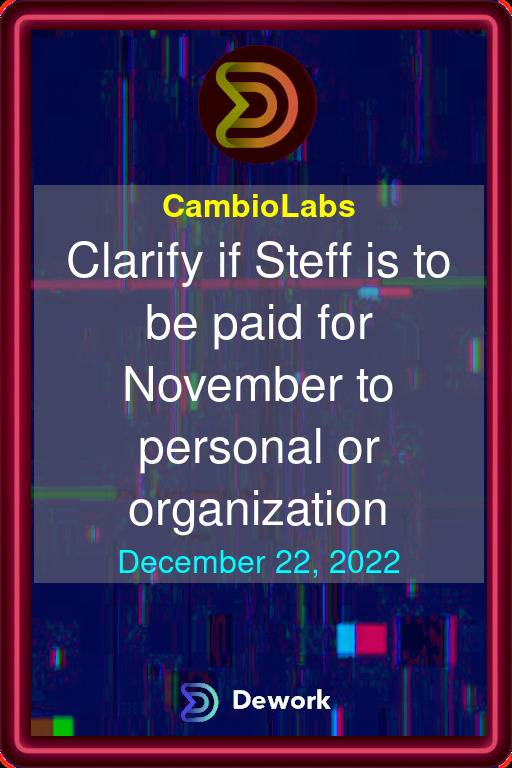 CambioLabs
Clarify if Steff is to
be paid for
November to
personal or
organization
December 22, 2022
Dework